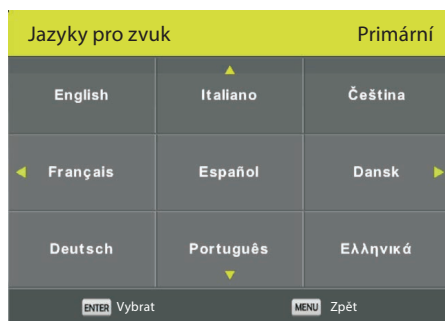 Jazyky pro zvuk Primární
English Italiano Čeština
Français Español Dansk
Deutsch Português Ελληνικά
ENTER Vybrat MENU Zpět